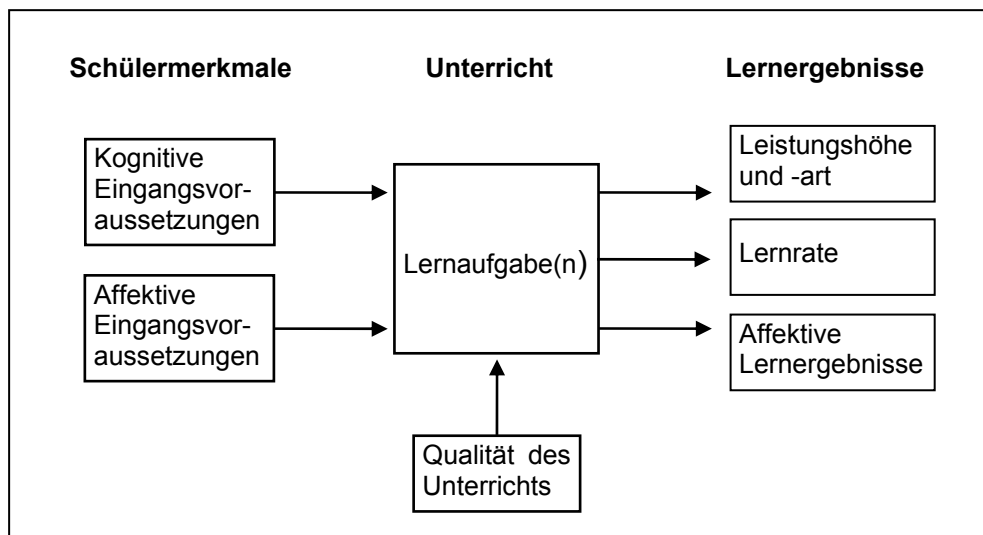 Schülermerkmale
Unterricht
Lernergebnisse
Kognitive
Eingangsvor-
aussetzungen
Affektive
Eingangsvor-
aussetzungen
Lernaufgabe(n)
Qualität des
Unterrichts
Leistungshöhe
und -art
Lernrate
Affektive
Lernergebnisse